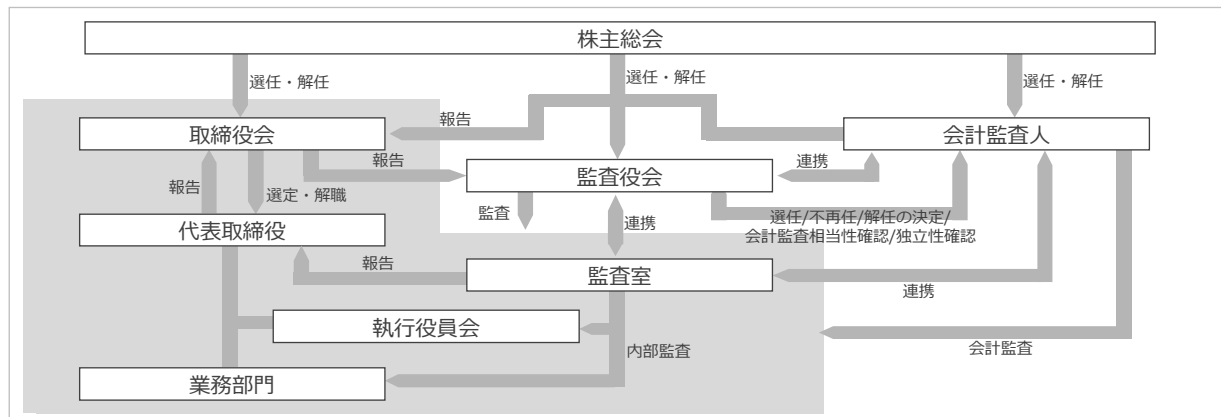 株主総会
選任・解任
選任・解任
選任・解任
取締役会
報告
会計監査人
報告
監査役会
連携
報告
選定・解職
監査
連携
選任/不再任/解任の決定/
会計監査相当性確認/独立性確認
代表取締役
報告
監査室
連携
執行役員会
内部監査
会計監査
業務部門